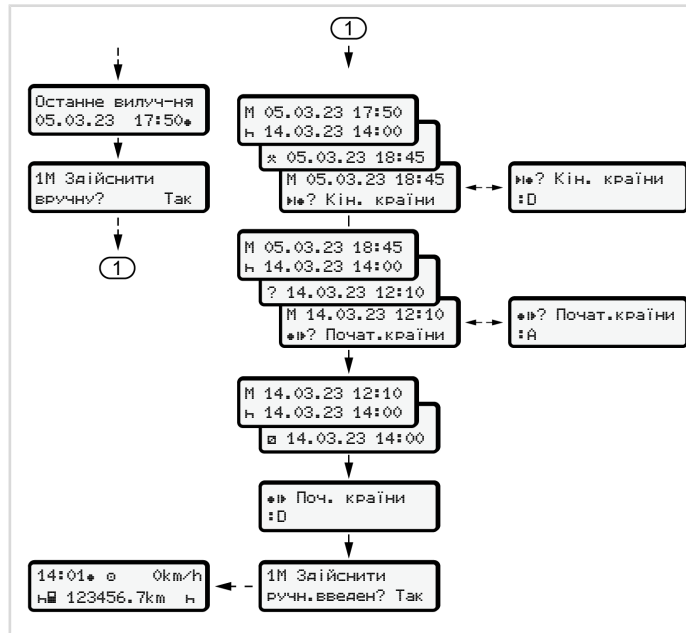 1
Останне вилуч-ня
05.03.23 17:50
1M Здійснити
вручну? Так
1
M 05.03.23 17:50
h 14.03.23 14:00
05.03.23 18:45
M 05.03.23 18:45
? Кін. країни
? Кін. країни
:D
M 05.03.23 18:45
h 14.03.23 14:00
? 14.03.23 12:10
M 14.03.23 12:10
? Почат.країни
? Почат.країни
:A
M 14.03.23 12:10
h 14.03.23 14:00
14.03.23 14:00
Поч. країни
:D
1M Здійснити
ручн.введен? Так
14:01 0km/h
h 123456.7km h